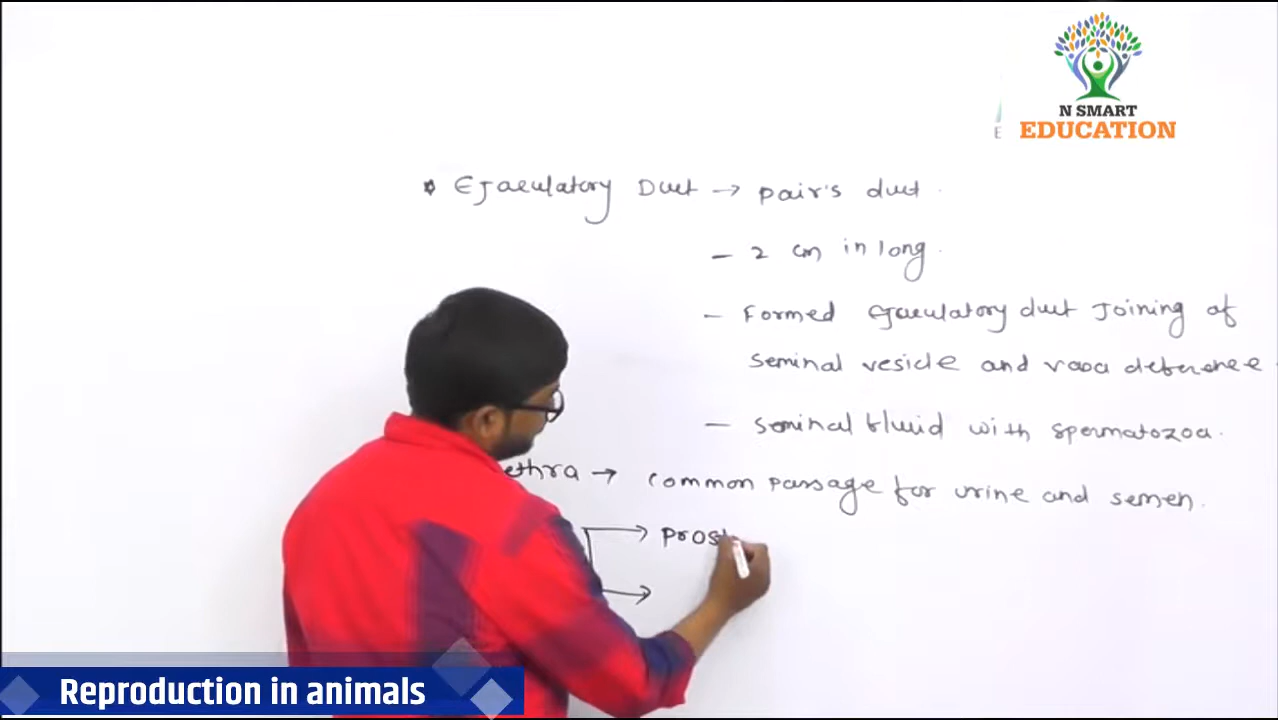 N SMART
EDUCATION
E
Ejaculatory Duct → pair's duct.
- 2 cm in long.
- Formed Ejaculatory duct Joining of
seminal vesicle and vasa deference
- seminal fluid with spermatozoa.
ethra → common passage for urine and semen.
→ Pros
→
Reproduction in animals